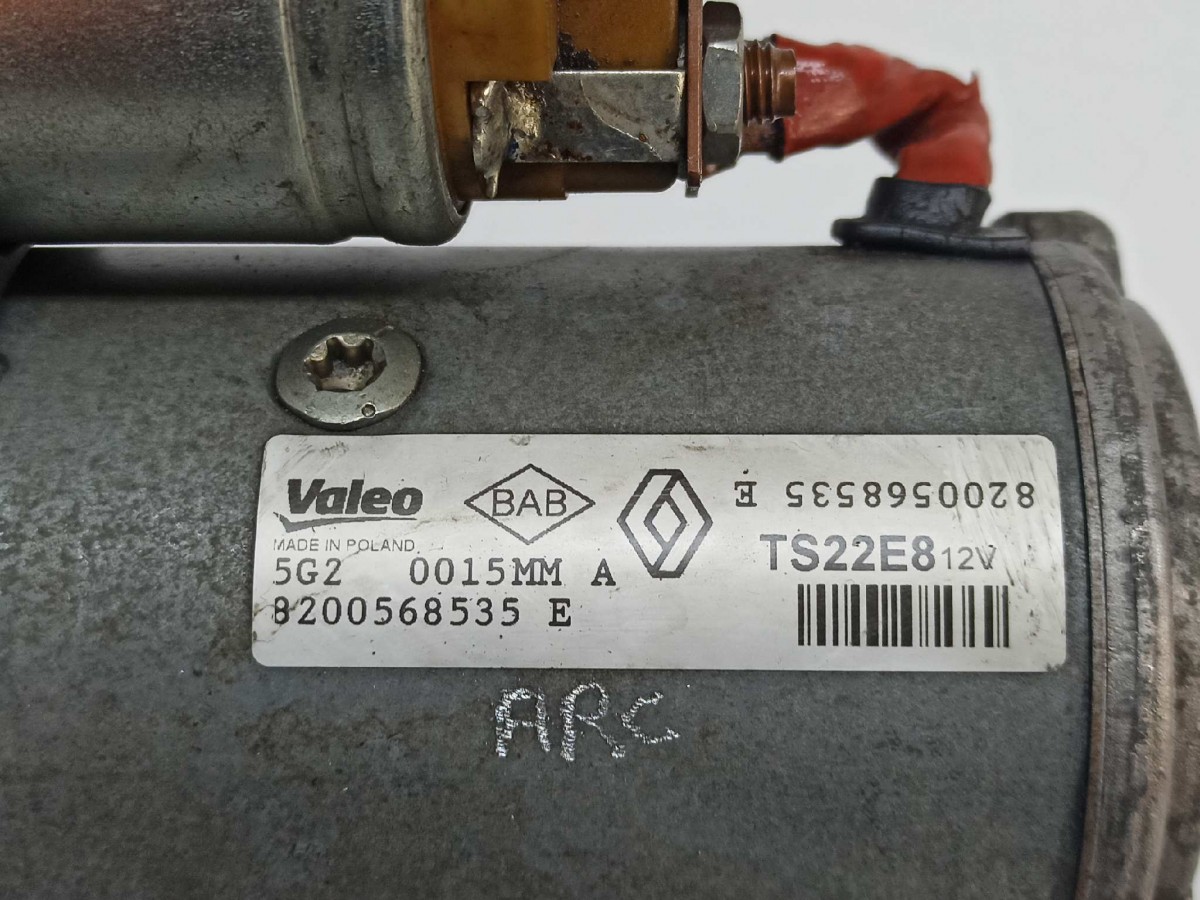 Valeo
BAB
8200568535 E
MADE IN POLAND
TS22E8 12V
5G2 0015MM A
8200568535 E
ARC